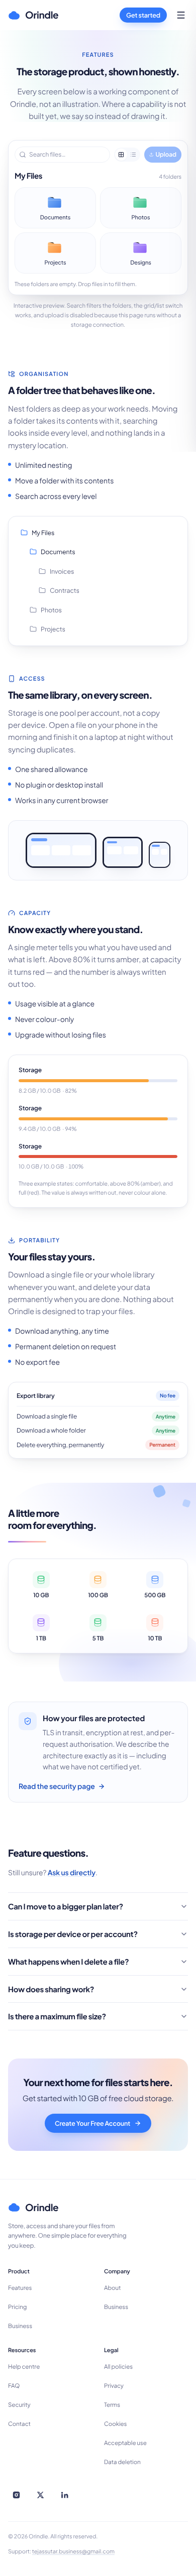 Orindle
Get started
FEATURES
The storage product, shown honestly.
Every screen below is a working component of
Orindle, not an illustration. Where a capability is not
built yet, we say so instead of drawing it.
Search files...
Upload
My Files
4 folders
Documents
Photos
Projects
Designs
These folders are empty. Drop files in to fill them.
Interactive preview. Search filters the folders, the grid/list switch
works, and upload is disabled because this page runs without a
storage connection.
ORGANISATION
A folder tree that behaves like one.
Nest folders as deep as your work needs. Moving
a folder takes its contents with it, searching
looks inside every level, and nothing lands in a
mystery location.
Unlimited nesting
Move a folder with its contents
Search across every level
My Files
Documents
Invoices
Contracts
Photos
Projects
ACCESS
The same library, on every screen.
Storage is one pool per account, not a copy
per device. Open a file on your phone in the
morning and finish it on a laptop at night without
syncing duplicates.
One shared allowance
No plugin or desktop install
Works in any current browser
CAPACITY
Know exactly where you stand.
A single meter tells you what you have used and
what is left. Above 80% it turns amber, at capacity
it turns red — and the number is always written
out too.
Usage visible at a glance
Never colour-only
Upgrade without losing files
Storage
8.2 GB / 10.0 GB · 82%
Storage
9.4 GB / 10.0 GB · 94%
Storage
10.0 GB / 10.0 GB · 100%
Three example states: comfortable, above 80% (amber), and
full (red). The value is always written out, never colour alone.
PORTABILITY
Your files stay yours.
Download a single file or your whole library
whenever you want, and delete your data
permanently when you are done. Nothing about
Orindle is designed to trap your files.
Download anything, any time
Permanent deletion on request
No export fee
Export library
No fee
Download a single file
Anytime
Download a whole folder
Anytime
Delete everything, permanently
Permanent
A little more
room for everything.
10 GB
100 GB
500 GB
1 TB
5 TB
10 TB
How your files are protected
TLS in transit, encryption at rest, and per-
request authorisation. We describe the
architecture exactly as it is — including
what we have not certified yet.
Read the security page
Feature questions.
Still unsure? Ask us directly.
Can I move to a bigger plan later?
Is storage per device or per account?
What happens when I delete a file?
How does sharing work?
Is there a maximum file size?
Your next home for files starts here.
Get started with 10 GB of free cloud storage.
Create Your Free Account
Orindle
Store, access and share your files from
anywhere. One simple place for everything
you keep.
Product
Company
Features
About
Pricing
Business
Business
Resources
Legal
Help centre
All policies
FAQ
Privacy
Security
Terms
Contact
Cookies
Acceptable use
Data deletion
© 2026 Orindle. All rights reserved.
Support: tejassutar.business@gmail.com